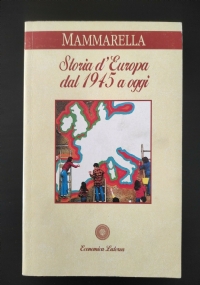 MAMMARELLA
Storia d'Europa
dal 1945 a oggi
Economica Laterza